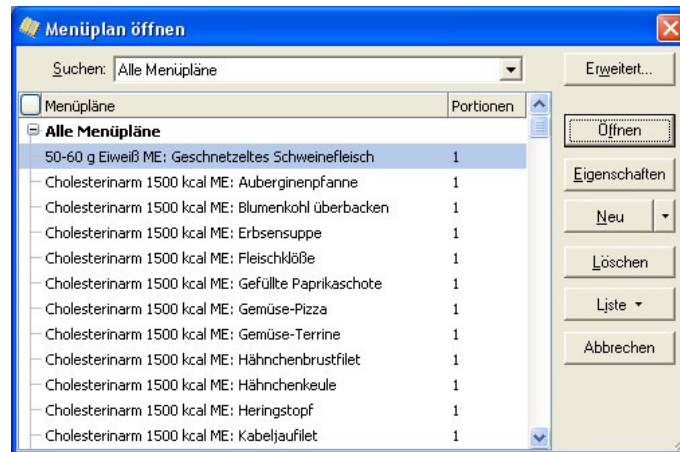 Menüplan öffnen
Suchen: Alle Menüpläne
Erweitert...
Menüpläne Portionen
Alle Menüpläne
50-60 g Eiweiß ME: Geschnetzeltes Schweinefleisch 1
Cholesterinarm 1500 kcal ME: Auberginenpfanne 1
Cholesterinarm 1500 kcal ME: Blumenkohl überbacken 1
Cholesterinarm 1500 kcal ME: Erbsensuppe 1
Cholesterinarm 1500 kcal ME: Fleischklöße 1
Cholesterinarm 1500 kcal ME: Gefüllte Paprikaschote 1
Cholesterinarm 1500 kcal ME: Gemüse-Pizza 1
Cholesterinarm 1500 kcal ME: Gemüse-Terrine 1
Cholesterinarm 1500 kcal ME: Hähnchenbrustfilet 1
Cholesterinarm 1500 kcal ME: Hähnchenkeule 1
Cholesterinarm 1500 kcal ME: Heringstopf 1
Cholesterinarm 1500 kcal ME: Kabeljaufilet 1
Öffnen
Eigenschaften
Neu
Löschen
Liste
Abbrechen